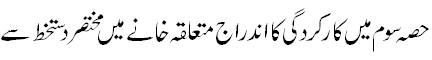 حصہ سوم میں کارکردگی کا اندراج متعلقہ خانے میں مختصر دستخط سے